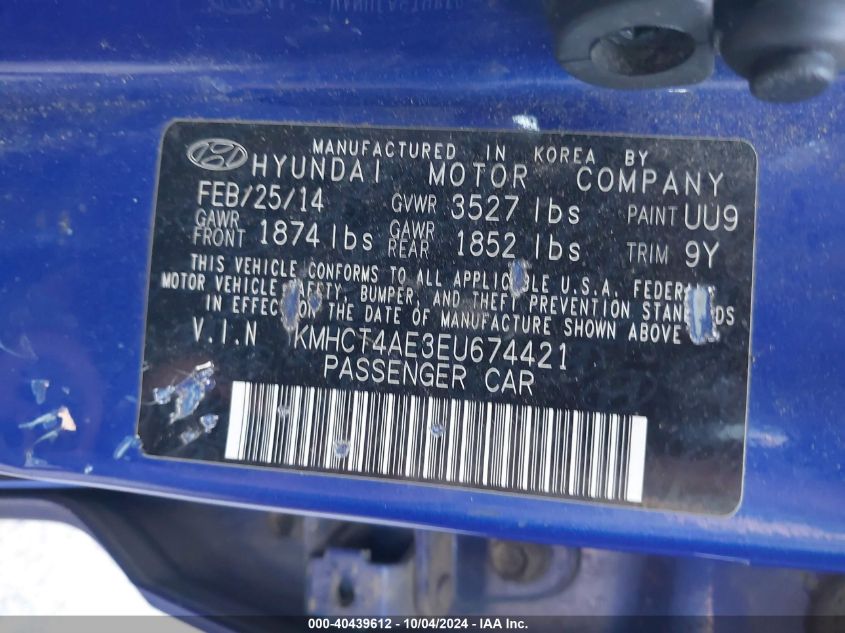 MANUFACTURED IN KOREA BY
HYUNDAI MOTOR COMPANY
FEB/25/14 GVWR 3527 lbs PAINT UU9
GAWR FRONT 1874 lbs GAWR REAR 1852 lbs TRIM 9Y
THIS VEHICLE CONFORMS TO ALL APPLICABLE U.S.A. FEDERAL
MOTOR VEHICLE SAFETY, BUMPER, AND THEFT PREVENTION STANDARDS
IN EFFECT ON THE DATE OF MANUFACTURE SHOWN ABOVE
V.I.N KMHCT4AE3EU674421
PASSENGER CAR
000-40439612 - 10/04/2024 - IAA Inc.